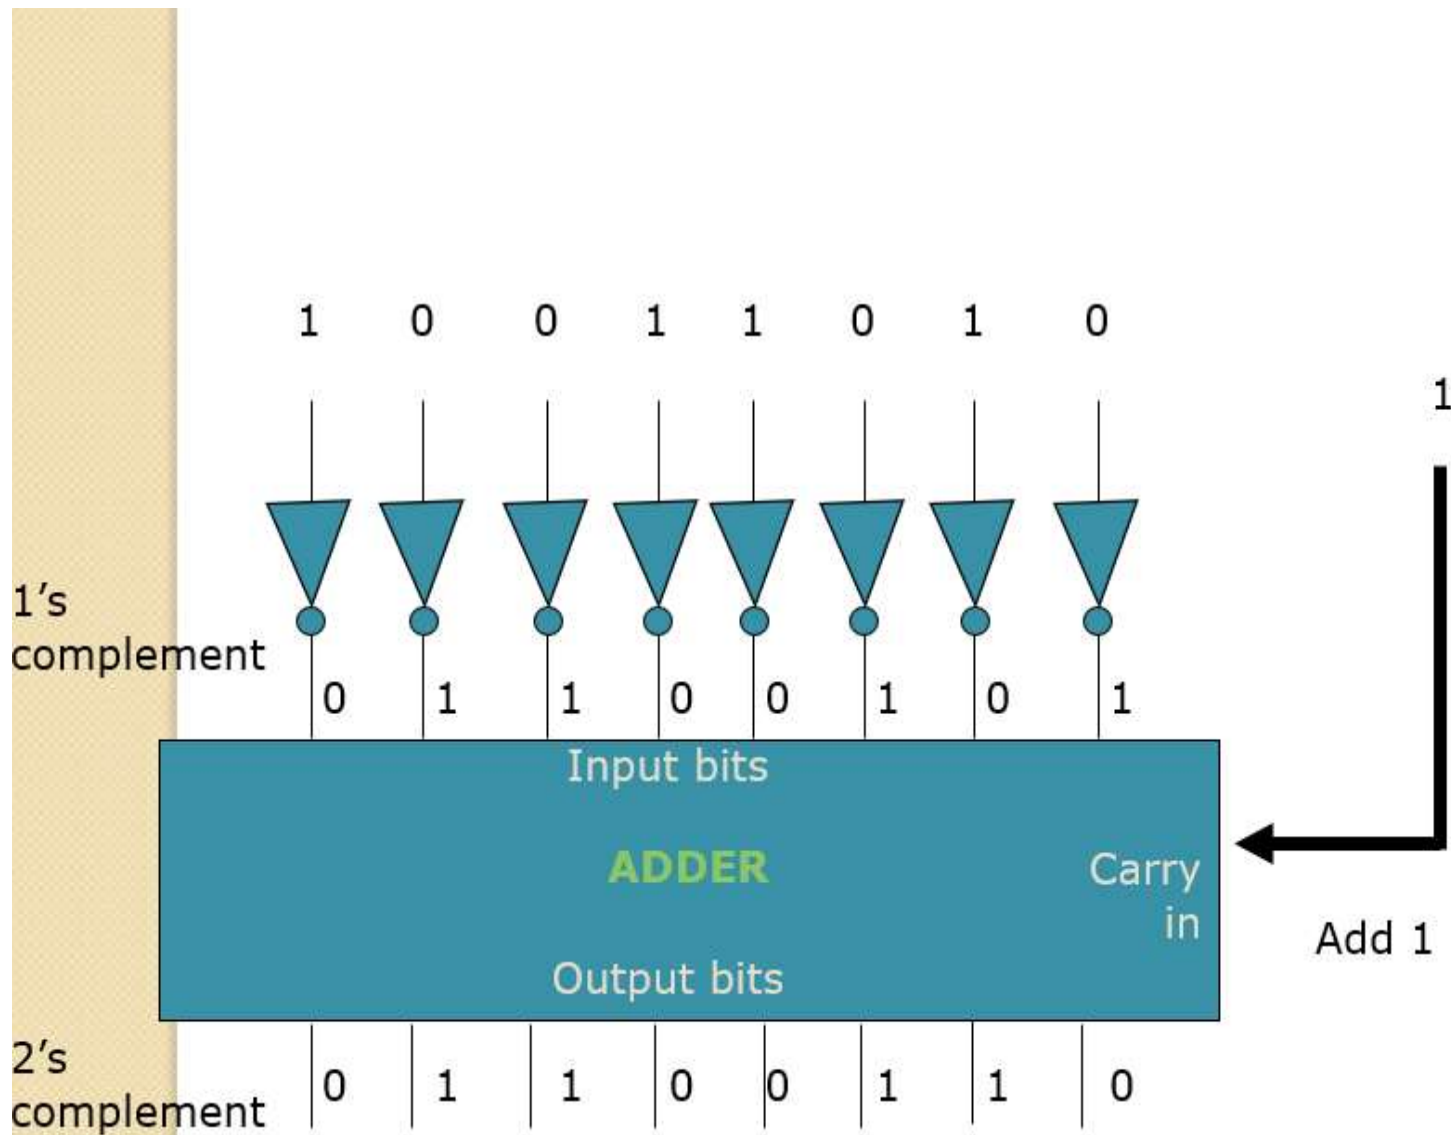 1 0 0 1 1 0 1 0
1
1's
complement
0 1 1 0 0 1 0 1
Input bits
ADDER
Carry
in
Add 1
Output bits
2's
complement
0 1 1 0 0 1 1 0